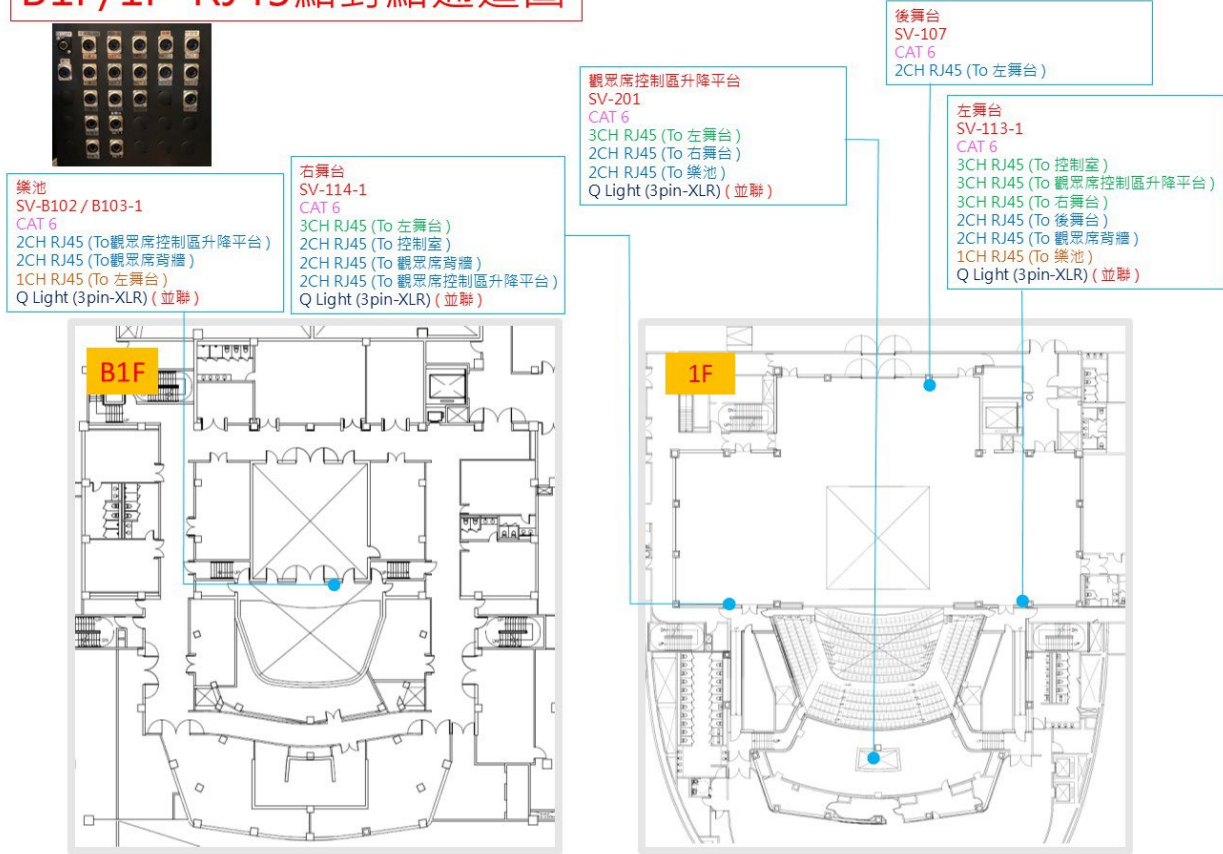 B1F/1F RJ45點對點通道圖
後舞台
SV-107
CAT 6
2CH RJ45 (To 左舞台)
觀眾席控制區升降平台
SV-201
CAT 6
3CH RJ45 (To 左舞台)
2CH RJ45 (To 右舞台)
2CH RJ45 (To 樂池)
Q Light (3pin-XLR) ( 並聯 )
左舞台
SV-113-1
CAT 6
3CH RJ45 (To 控制室)
3CH RJ45 (To 觀眾席控制區升降平台)
3CH RJ45 (To 右舞台)
2CH RJ45 (To 後舞台)
2CH RJ45 (To 觀眾席背牆)
1CH RJ45 (To 樂池)
Q Light (3pin-XLR) ( 並聯 )
右舞台
SV-114-1
CAT 6
3CH RJ45 (To 左舞台)
2CH RJ45 (To 控制室)
2CH RJ45 (To 觀眾席背牆)
2CH RJ45 (To 觀眾席控制區升降平台)
Q Light (3pin-XLR) ( 並聯 )
樂池
SV-B102 / B103-1
CAT 6
2CH RJ45 (To觀眾席控制區升降平台)
2CH RJ45 (To觀眾席背牆)
1CH RJ45 (To 左舞台)
Q Light (3pin-XLR) ( 並聯 )
B1F
1F